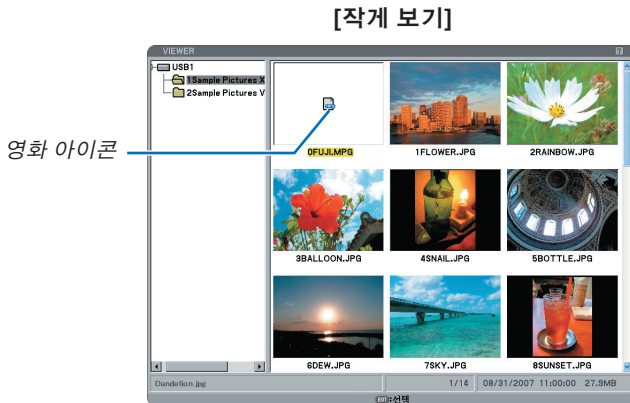 [작게 보기]
VIEWER
USB1
1Sample Pictures X
2Sample Pictures V
영화 아이콘
0FUJI.MPG
1FLOWER.JPG
2RAINBOW.JPG
3BALLOON.JPG
4SNAIL.JPG
5BOTTLE.JPG
6DEW.JPG
7SKY.JPG
8SUNSET.JPG
Dandelion.jpg
1/14
08/31/2007 11:00:00 27.9MB
:선택